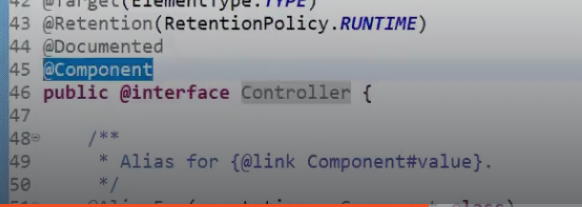 42 @Target(ElementType.TYPE)
43 @Retention(RetentionPolicy.RUNTIME)
44 @Documented
45 @Component
46 public @interface Controller {
47
48 /**
49 * Alias for {@link Component#value}.
50 */